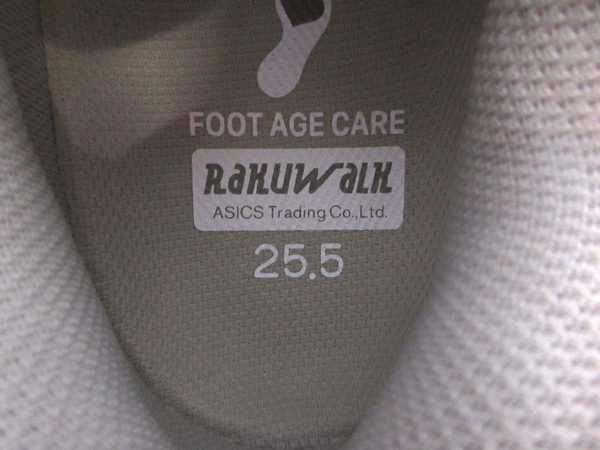 FOOT AGE CARE
RaKUWaLK
ASICS Trading Co.,Ltd.
25.5